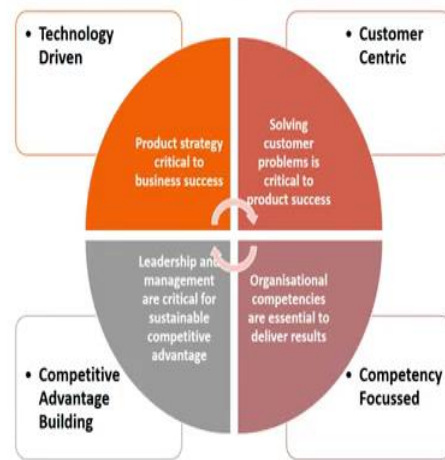 • Technology
Driven
• Customer
Centric
Product strategy
critical to
business success
Solving
customer
problems is
critical to
product success
Leadership and
management
are critical for
sustainable
competitive
advantage
Organisational
competencies
are essential to
deliver results
• Competitive
Advantage
Building
• Competency
Focussed